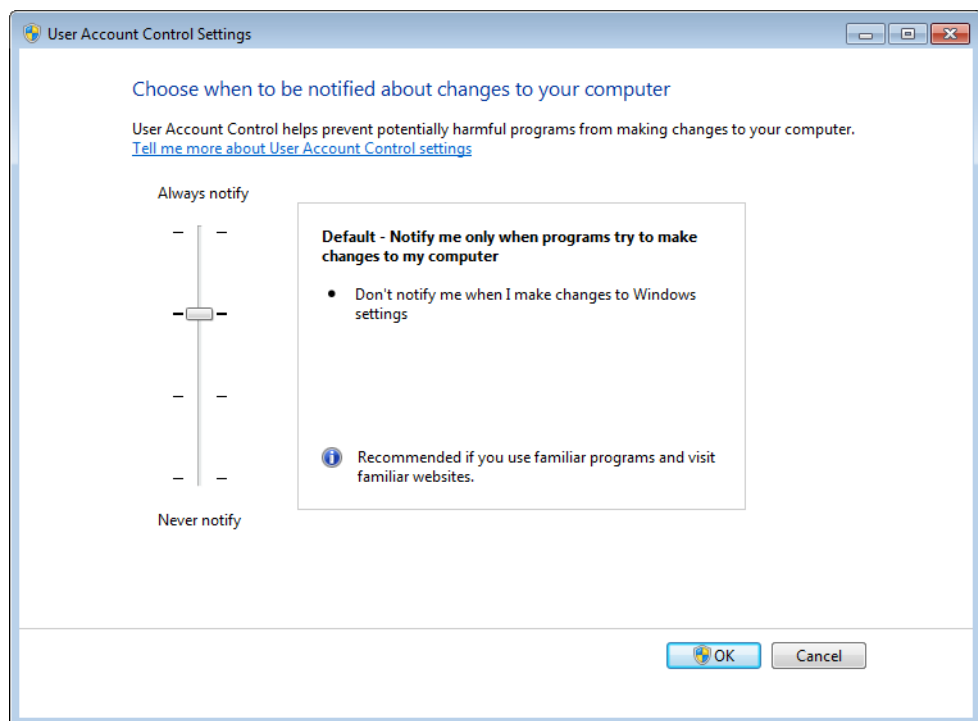 User Account Control Settings
Choose when to be notified about changes to your computer
User Account Control helps prevent potentially harmful programs from making changes to your computer.
Tell me more about User Account Control settings
Always notify
Default - Notify me only when programs try to make
changes to my computer
• Don't notify me when I make changes to Windows
settings
Recommended if you use familiar programs and visit
familiar websites.
Never notify
OK
Cancel